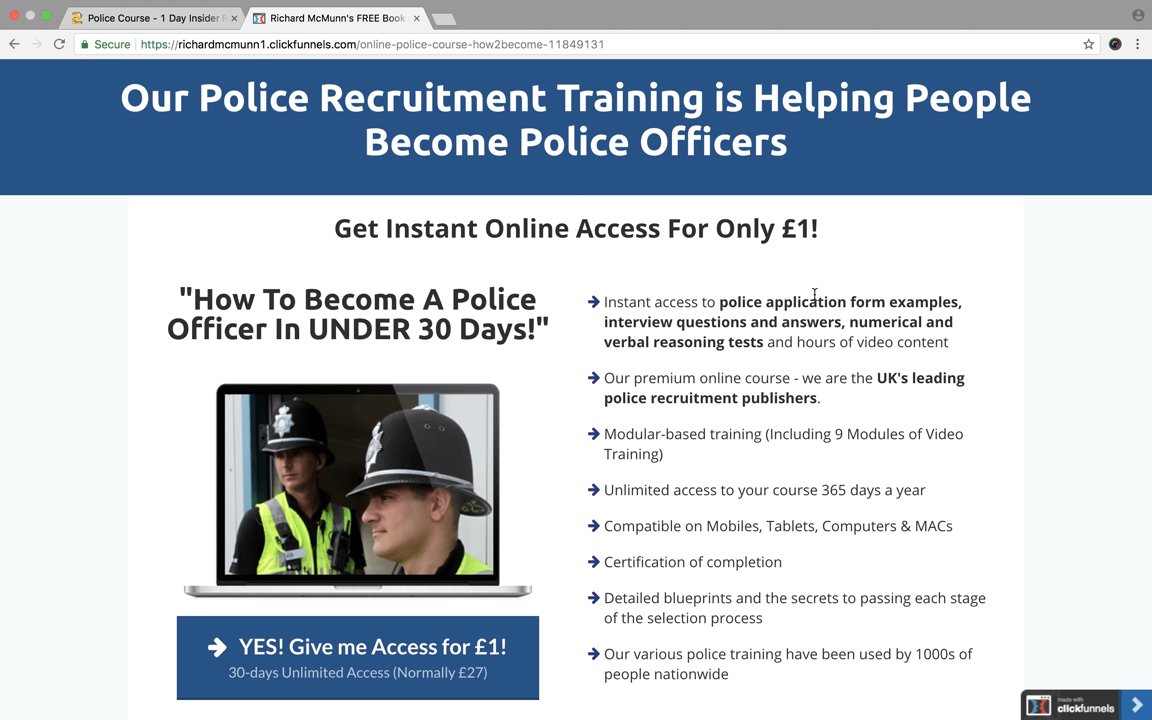 Police Course - 1 Day Insider
Richard McMunn's FREE Book
Secure https://richardmcmunn1.clickfunnels.com/online-police-course-how2become-11849131
Our Police Recruitment Training is Helping People
Become Police Officers
Get Instant Online Access For Only £1!
"How To Become A Police
Officer In UNDER 30 Days!"
YES! Give me Access for £1!
30-days Unlimited Access (Normally £27)
Instant access to police application form examples,
interview questions and answers, numerical and
verbal reasoning tests and hours of video content
Our premium online course - we are the UK's leading
police recruitment publishers.
Modular-based training (Including 9 Modules of Video
Training)
Unlimited access to your course 365 days a year
Compatible on Mobiles, Tablets, Computers & MACs
Certification of completion
Detailed blueprints and the secrets to passing each stage
of the selection process
Our various police training have been used by 1000s of
people nationwide
made with
clickfunnels